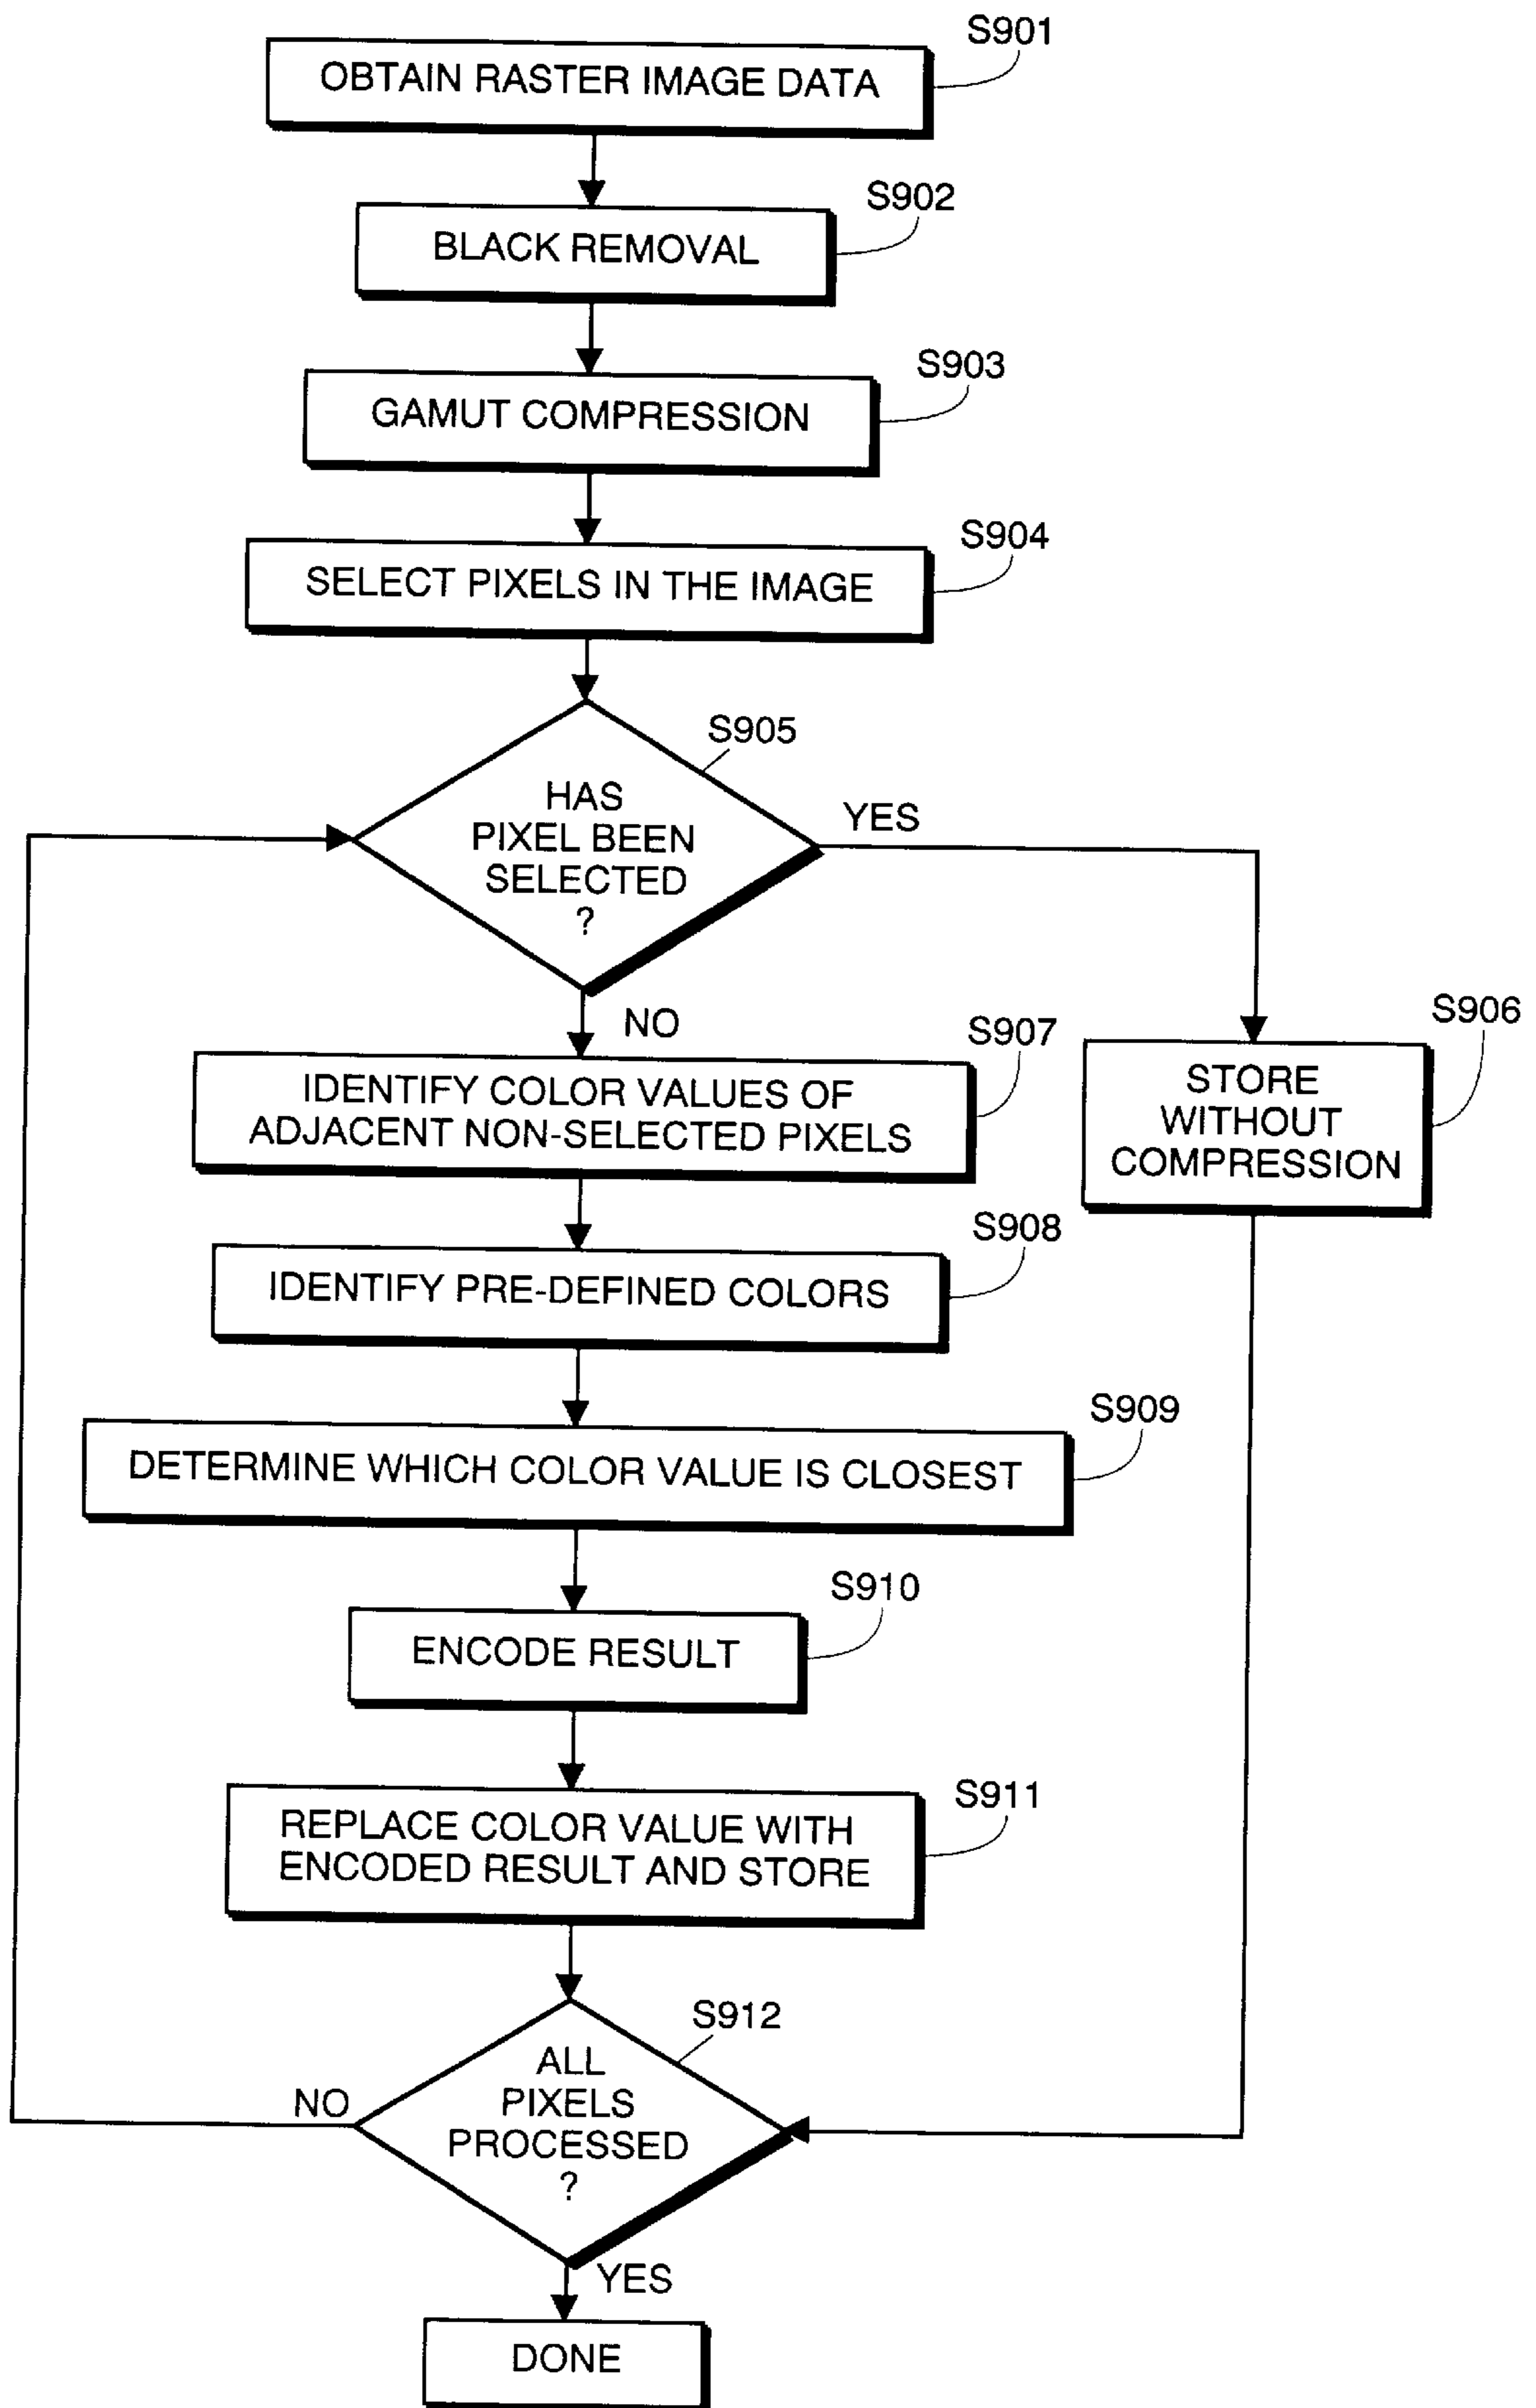 S901
OBTAIN RASTER IMAGE DATA
S902
BLACK REMOVAL
S903
GAMUT COMPRESSION
S904
SELECT PIXELS IN THE IMAGE
S905
HAS
PIXEL BEEN
SELECTED
?
YES
NO
S906
STORE
WITHOUT
COMPRESSION
S907
IDENTIFY COLOR VALUES OF
ADJACENT NON-SELECTED PIXELS
S908
IDENTIFY PRE-DEFINED COLORS
S909
DETERMINE WHICH COLOR VALUE IS CLOSEST
S910
ENCODE RESULT
S911
REPLACE COLOR VALUE WITH
ENCODED RESULT AND STORE
S912
ALL
PIXELS
PROCESSED
?
NO
YES
DONE